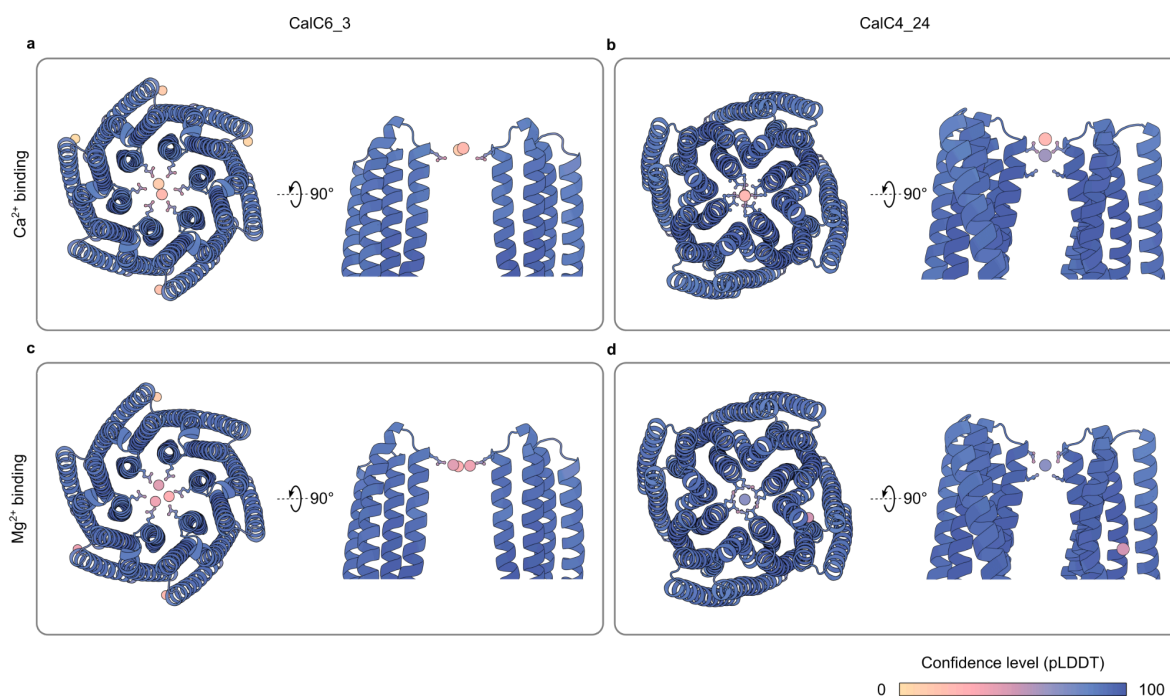 CalC6_3
CalC4_24
a
b
Ca²⁺ binding
90°
90°
c
d
Mg²⁺ binding
90°
90°
Confidence level (pLDDT)
0
100